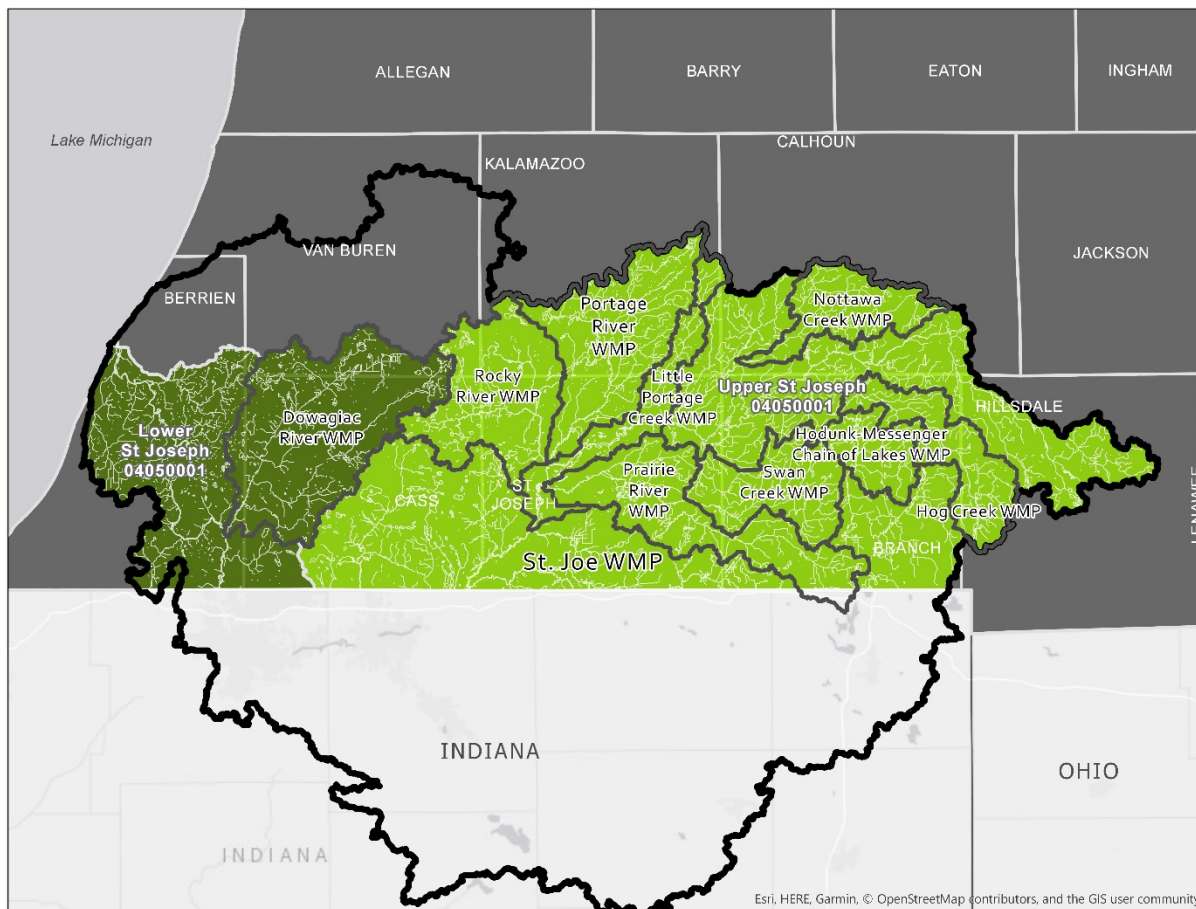 ALLEGAN
BARRY
EATON
INGHAM
Lake Michigan
CALHOUN
KALAMAZOO
VAN BUREN
JACKSON
BERRIEN
Nottawa
Creek WMP
Portage
River
WMP
Rocky
River WMP
Little
Portage
Creek WMP
Upper St Joseph
04050001
HILLSDALE
Dowagiac
River WMP
Lower
St Joseph
04050001
Hodunk-Messenger
Chain of Lakes WMP
Prairie
River
WMP
Swan
Creek WMP
CASS
ST
JOSEPH
Hog Creek WMP
LENAWEE
BRANCH
St. Joe WMP
INDIANA
OHIO
INDIANA
Esri, HERE, Garmin, © OpenStreetMap contributors, and the GIS user community